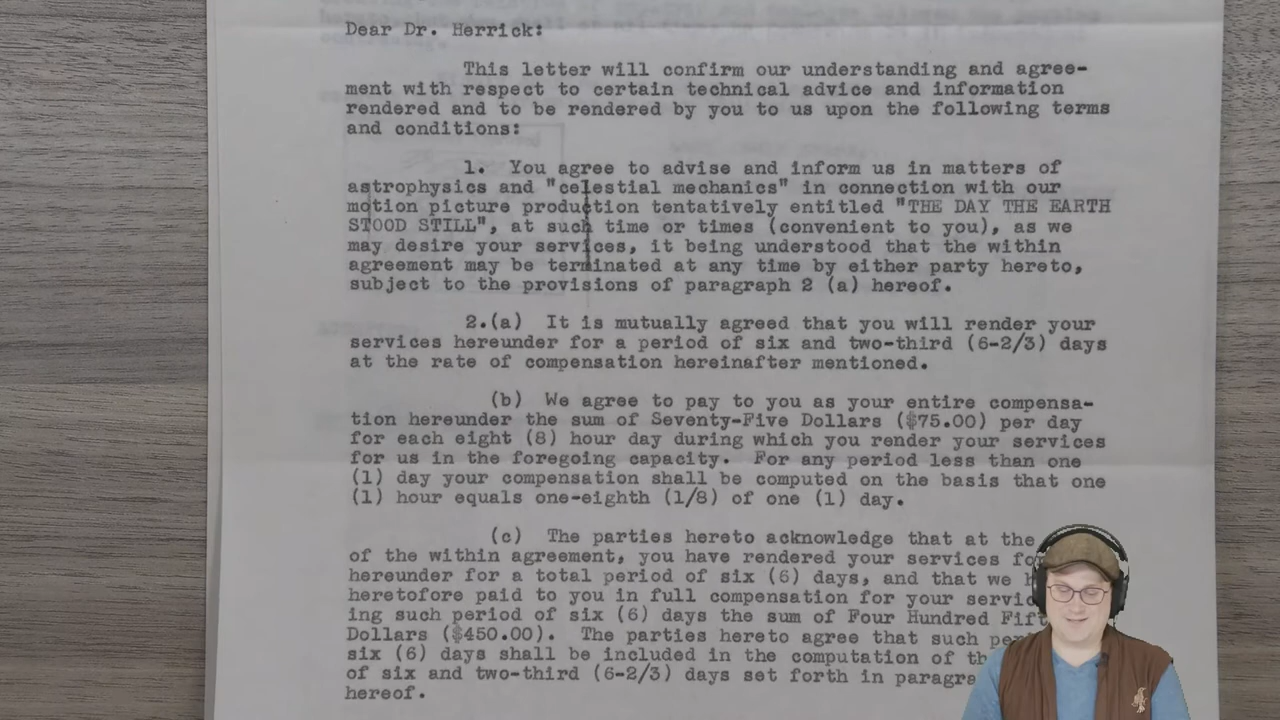 Dear Dr. Herrick:
This letter will confirm our understanding and agree-
ment with respect to certain technical advice and information
rendered and to be rendered by you to us upon the following terms
and conditions:
1. You agree to advise and inform us in matters of
astrophysics and "celestial mechanics" in connection with our
motion picture production tentatively entitled "THE DAY THE EARTH
STOOD STILL", at such time or times (convenient to you), as we
may desire your services, it being understood that the within
agreement may be terminated at any time by either party hereto,
subject to the provisions of paragraph 2 (a) hereof.
2.(a) It is mutually agreed that you will render your
services hereunder for a period of six and two-third (6-2/3) days
at the rate of compensation hereinafter mentioned.
(b) We agree to pay to you as your entire compensa-
tion hereunder the sum of Seventy-Five Dollars ($75.00) per day
for each eight (8) hour day during which you render your services
for us in the foregoing capacity. For any period less than one
(1) day your compensation shall be computed on the basis that one
(1) hour equals one-eighth (1/8) of one (1) day.
(c) The parties hereto acknowledge that at the
of the within agreement, you have rendered your services
hereunder for a total period of six (6) days, and that we
heretofore paid to you in full compensation for your
ing such period of six (6) days the sum of Four Hundred
Dollars ($450.00). The parties hereto agree that such
six (6) days shall be included in the computation of
of six and two-third (6-2/3) days set forth in
hereof.